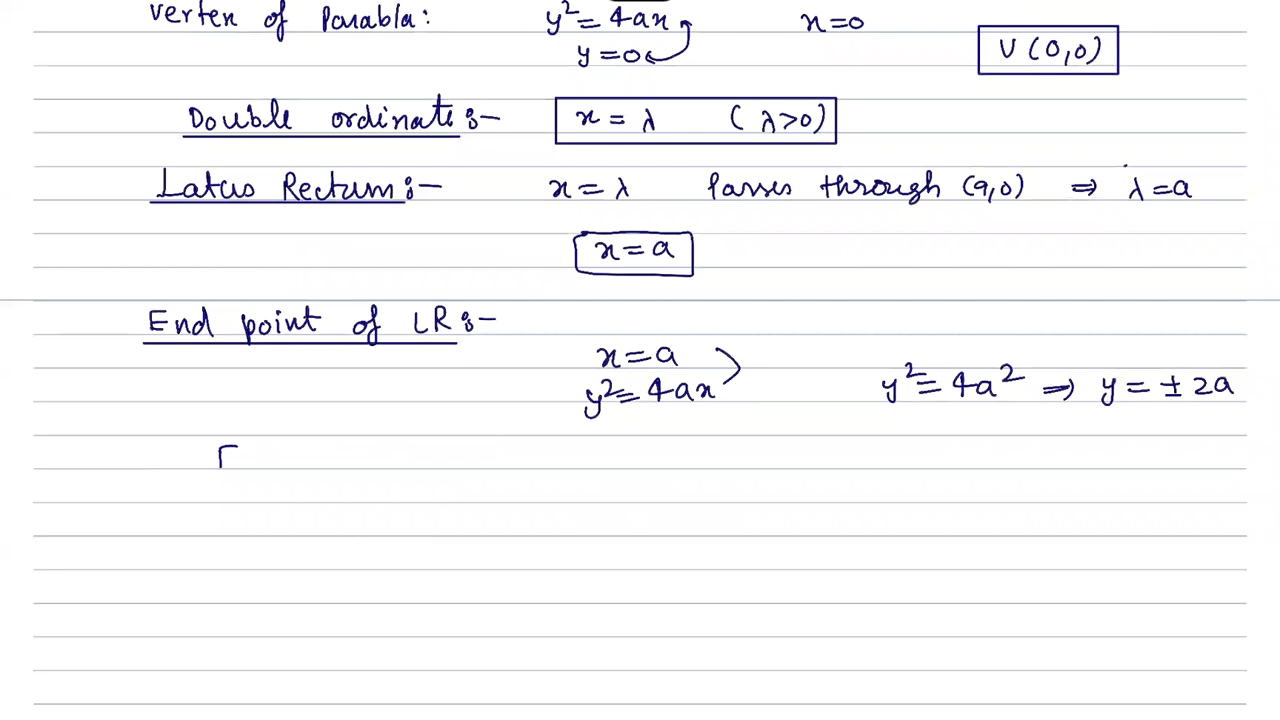 Vertex of Parabla: y² = 4ax x=0
y = 0 V (0,0)
Double ordinate :- x = λ (λ>0)
Latus Rectum :- x = λ Passes through (a,0) ⇒ λ = a
x = a
End point of LR :-
x = a
y² = 4ax y² = 4a² ⇒ y = ± 2a